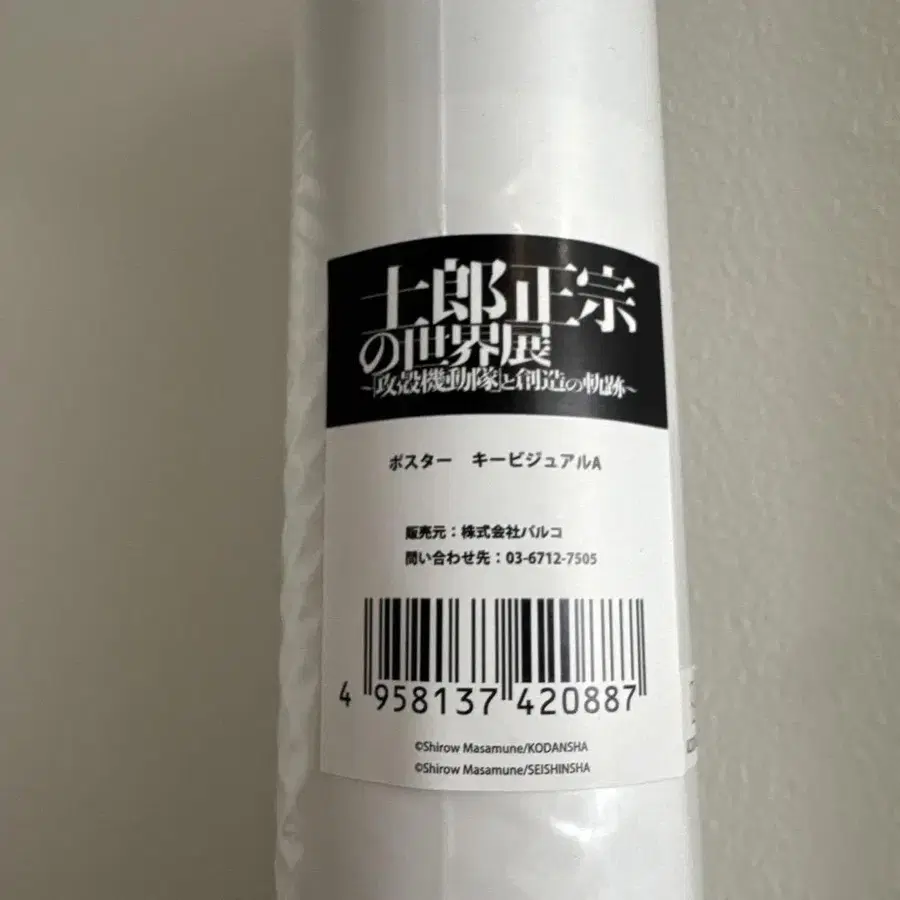 士郎正宗
の世界展
~「攻殻機動隊」と創造の軌跡~
ポスター　キービジュアルA
販売元：株式会社パルコ
問い合わせ先：03-6712-7505
4 958137 420887
©Shirow Masamune/KODANSHA
©Shirow Masamune/SEISHINSHA